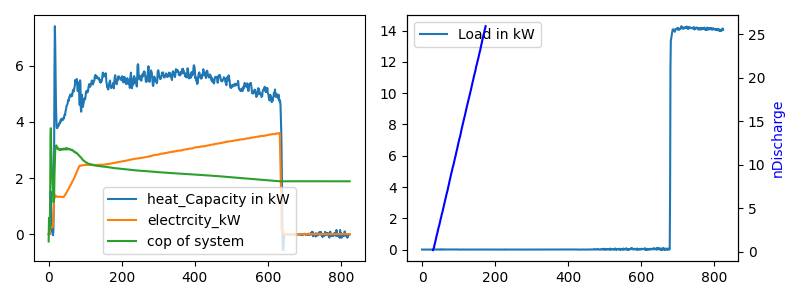 6
4
2
0
heat_Capacity in kW
electrcity_kW
cop of system
0 200 400 600 800
14
12
10
8
6
4
2
0
Load in kW
25
20
15
10
5
0
nDischarge
0 200 400 600 800